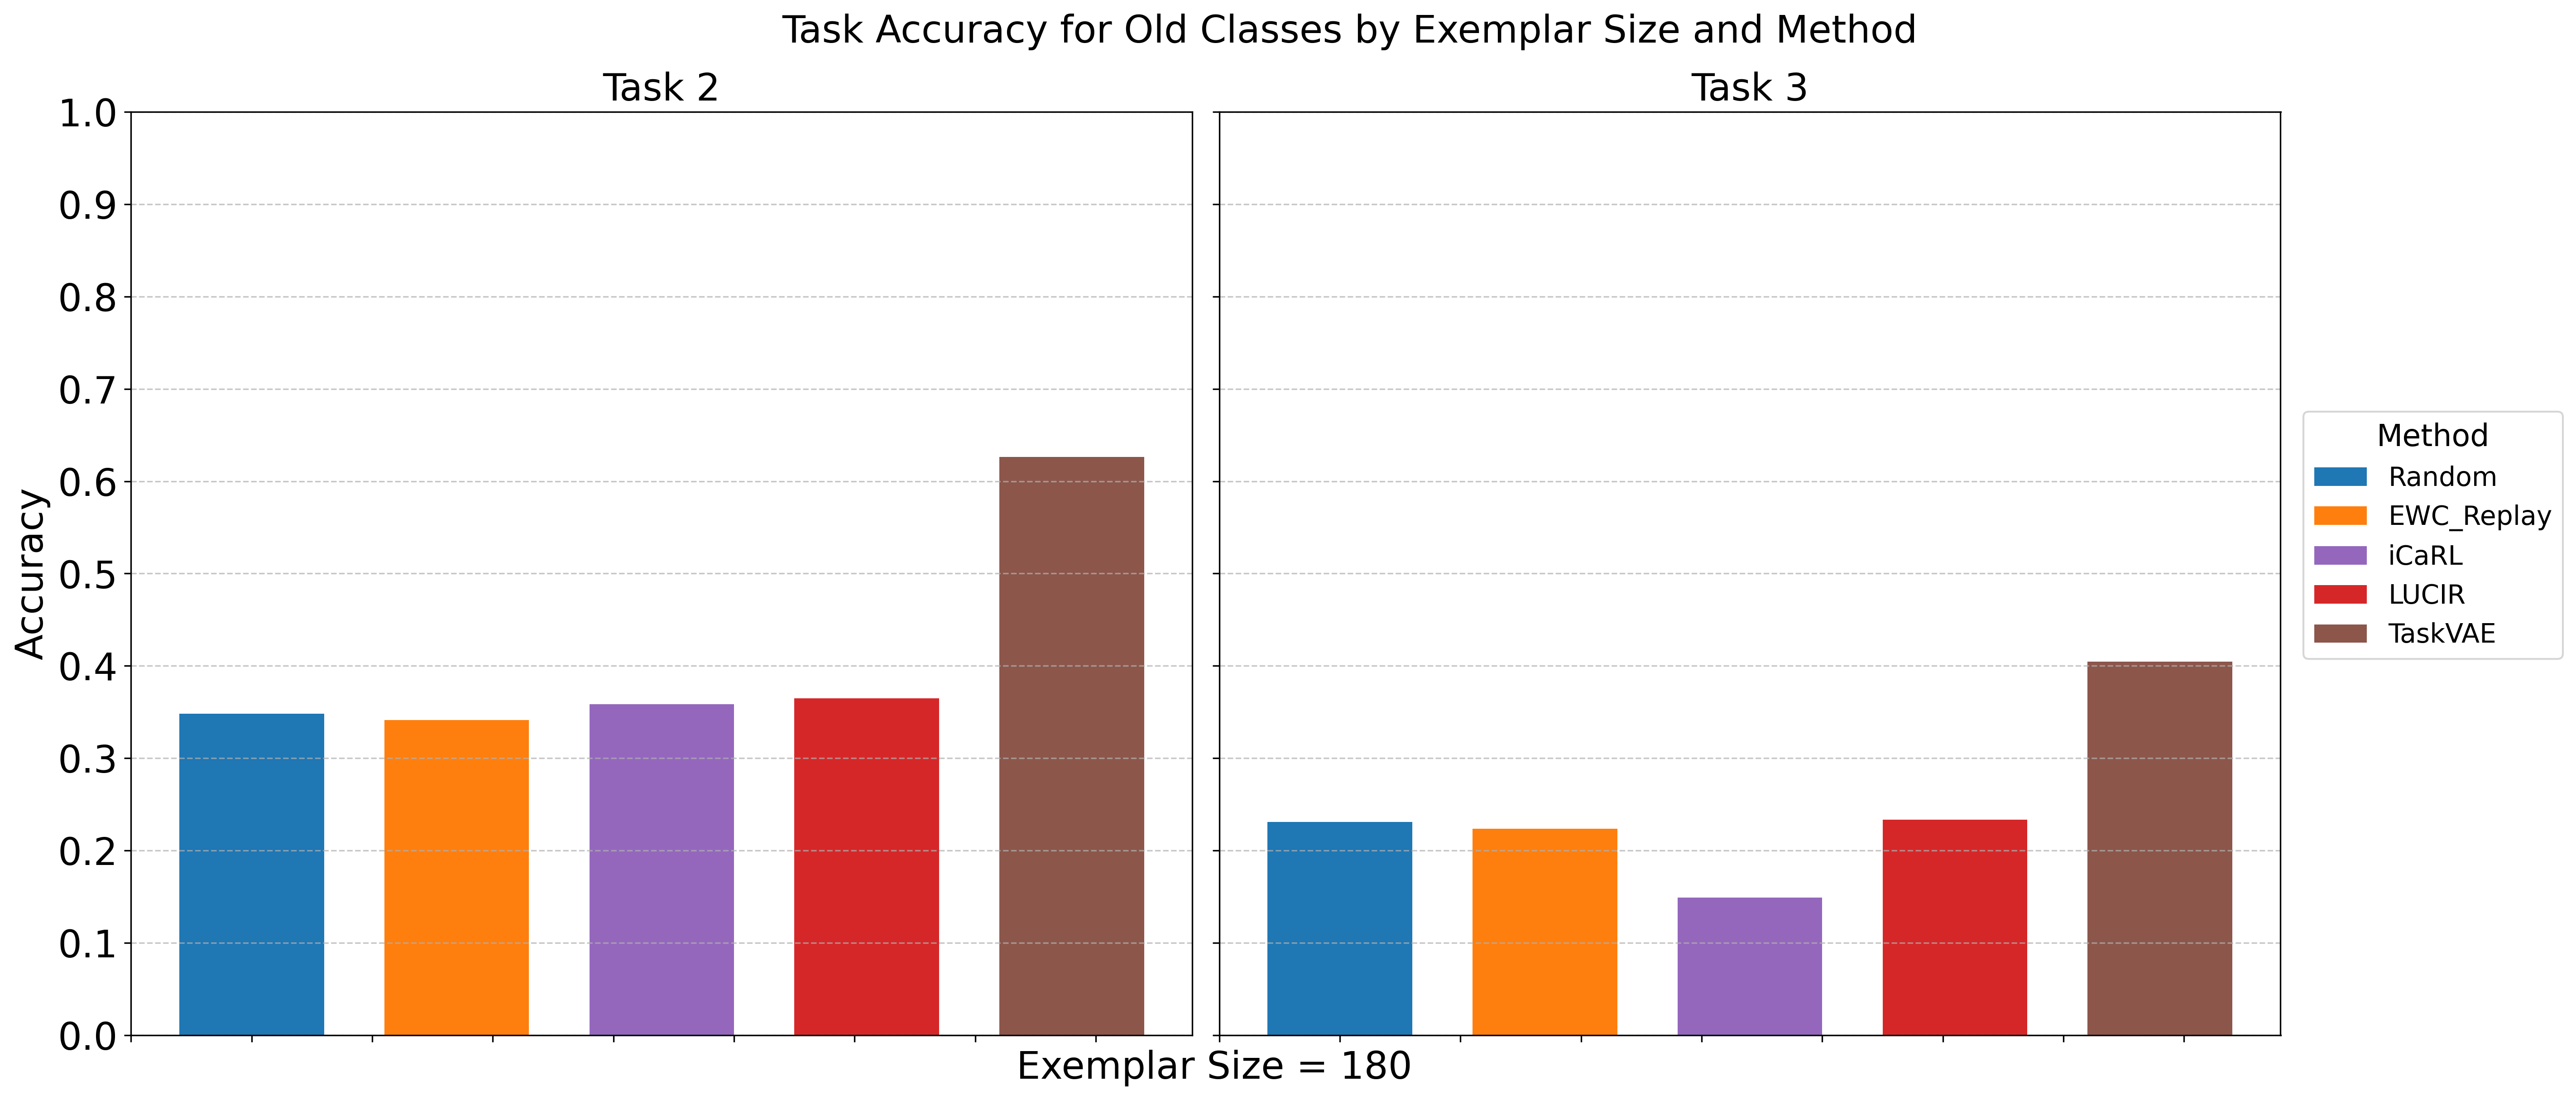 Task Accuracy for Old Classes by Exemplar Size and Method
Task 2
Task 3
1.0
0.9
0.8
0.7
0.6
0.5
0.4
0.3
0.2
0.1
0.0
Accuracy
Exemplar Size = 180
Method
Random
EWC_Replay
iCaRL
LUCIR
TaskVAE